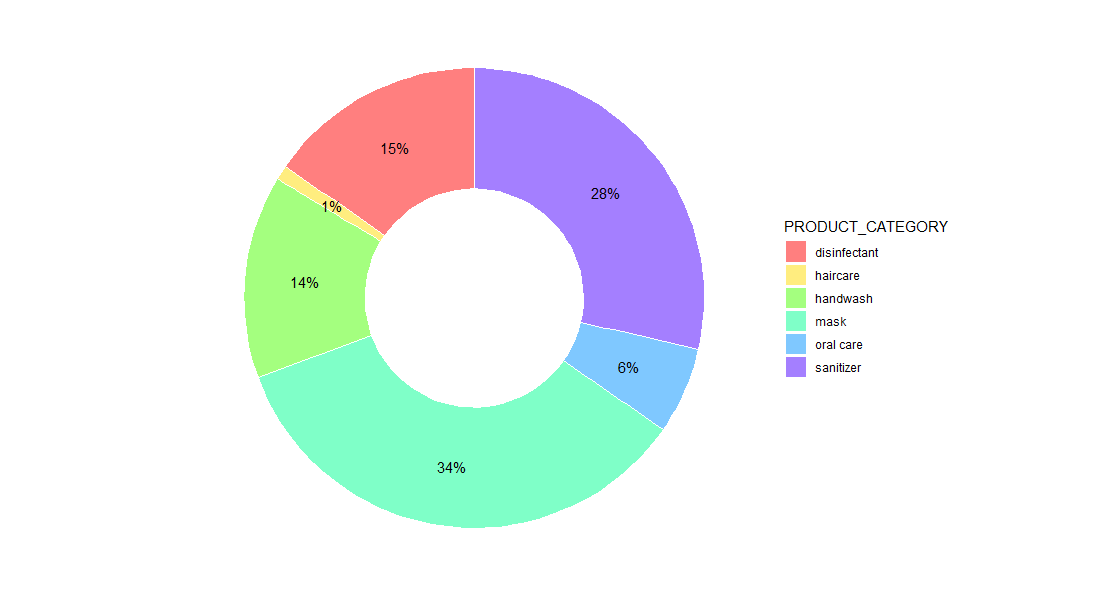 15%
28%
1%
14%
6%
34%
PRODUCT_CATEGORY
disinfectant
haircare
handwash
mask
oral care
sanitizer